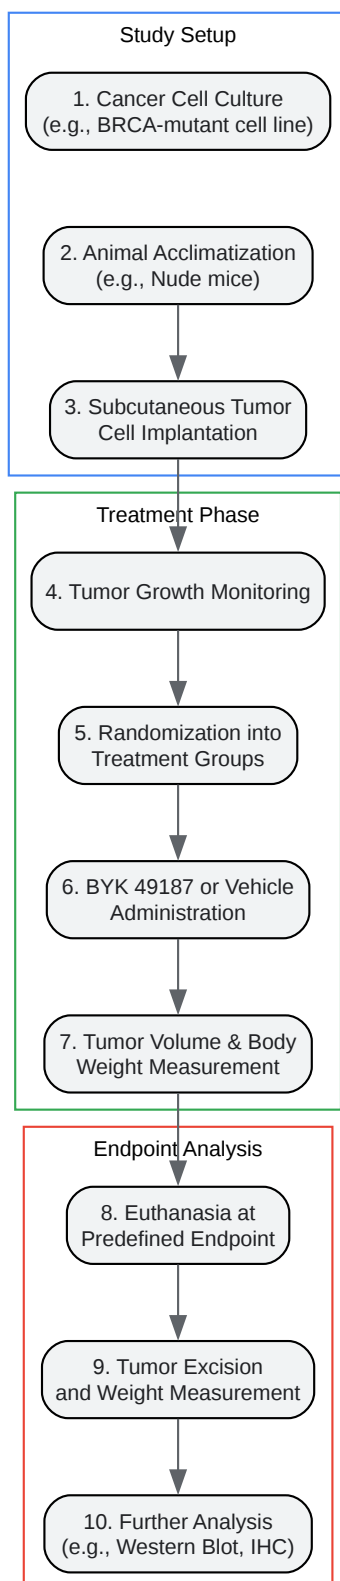 Study Setup
1. Cancer Cell Culture
(e.g., BRCA-mutant cell line)
2. Animal Acclimatization
(e.g., Nude mice)
3. Subcutaneous Tumor
Cell Implantation
Treatment Phase
4. Tumor Growth Monitoring
5. Randomization into
Treatment Groups
6. BYK 49187 or Vehicle
Administration
7. Tumor Volume & Body
Weight Measurement
Endpoint Analysis
8. Euthanasia at
Predefined Endpoint
9. Tumor Excision
and Weight Measurement
10. Further Analysis
(e.g., Western Blot, IHC)